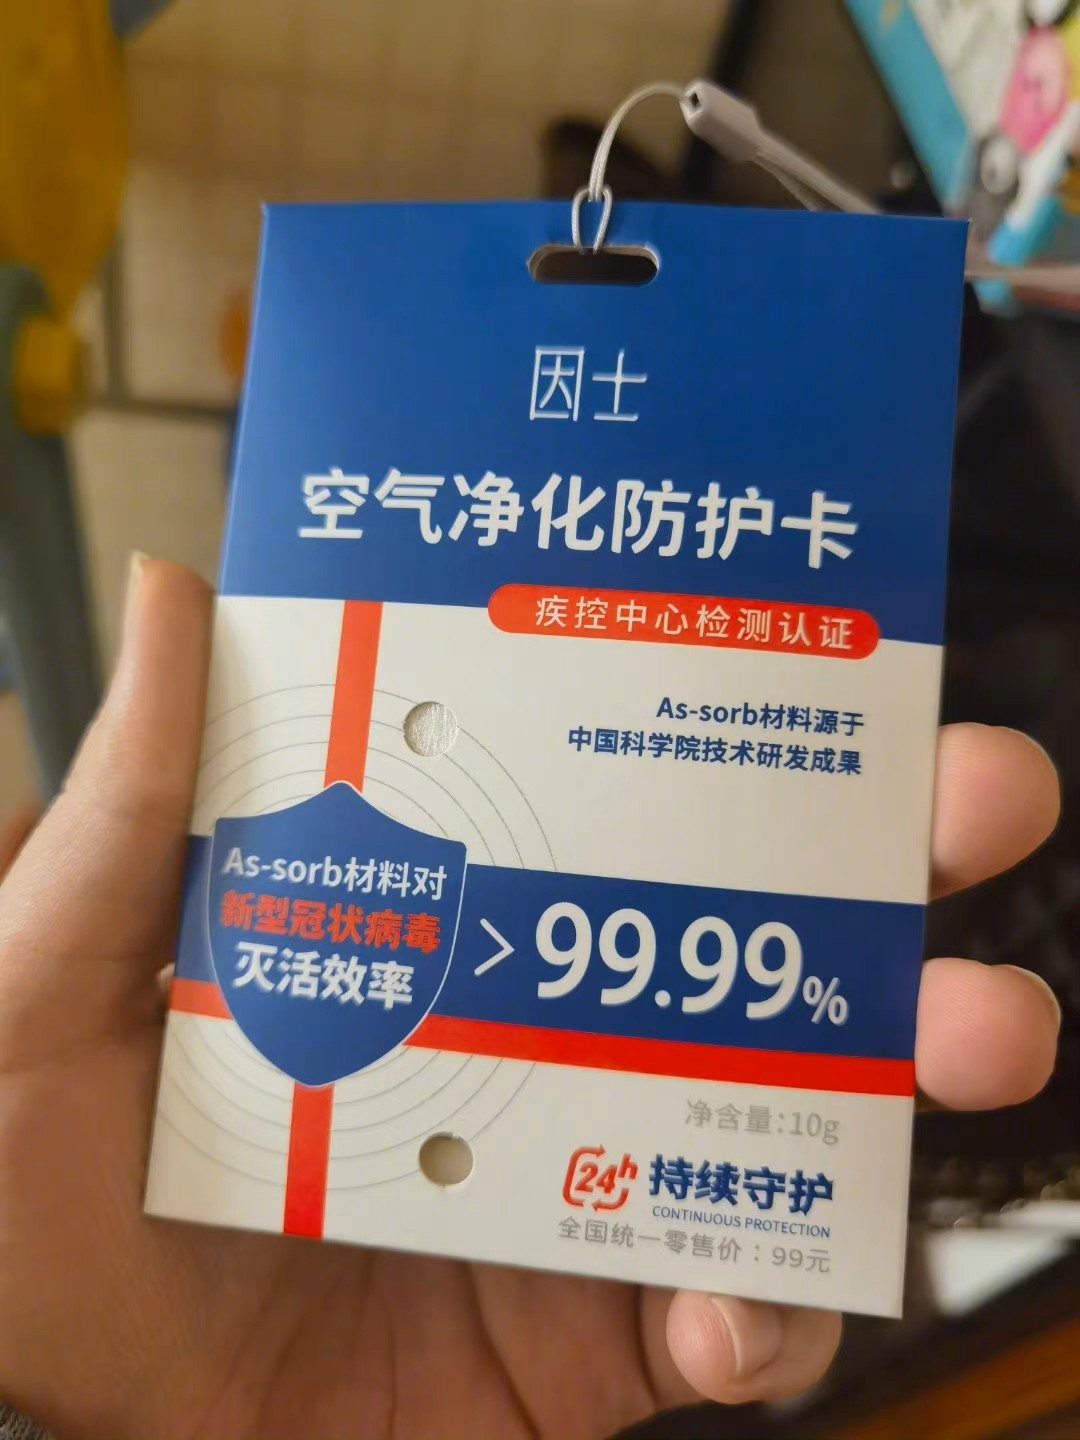 因士
空气净化防护卡
疾控中心检测认证
As-sorb材料源于
中国科学院技术研发成果
As-sorb材料对
新型冠状病毒
灭活效率
>99.99%
净含量:10g
24h 持续守护
CONTINUOUS PROTECTION
全国统一零售价：99元